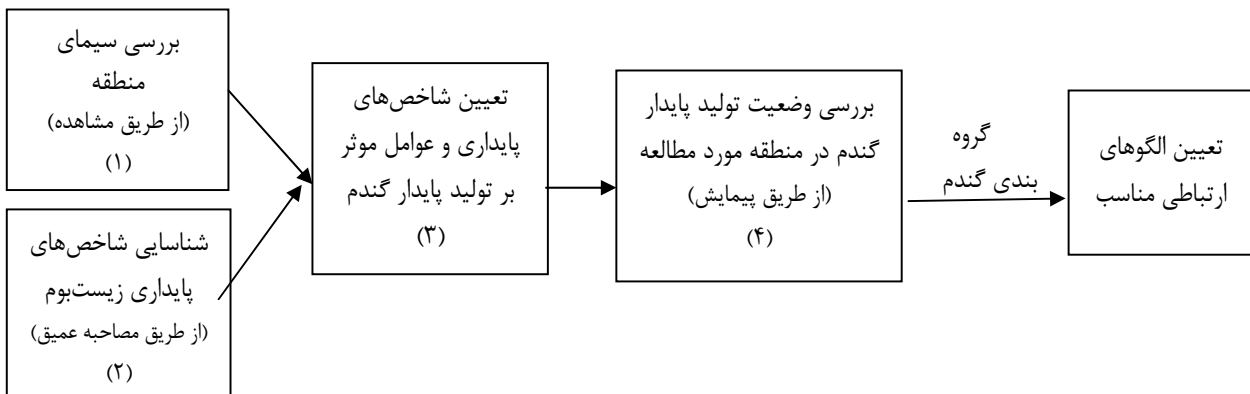 بررسی سیمای
منطقه
(از طریق مشاهده)
(۱)
شناسایی شاخص‌های
پایداری زیست‌بوم
(از طریق مصاحبه عمیق)
(۲)
تعیین شاخص‌های
پایداری و عوامل موثر
بر تولید پایدار گندم
(۳)
بررسی وضعیت تولید پایدار
گندم در منطقه مورد مطالعه
(از طریق پیمایش)
(۴)
گروه
بندی گندم
تعیین الگوهای
ارتباطی مناسب